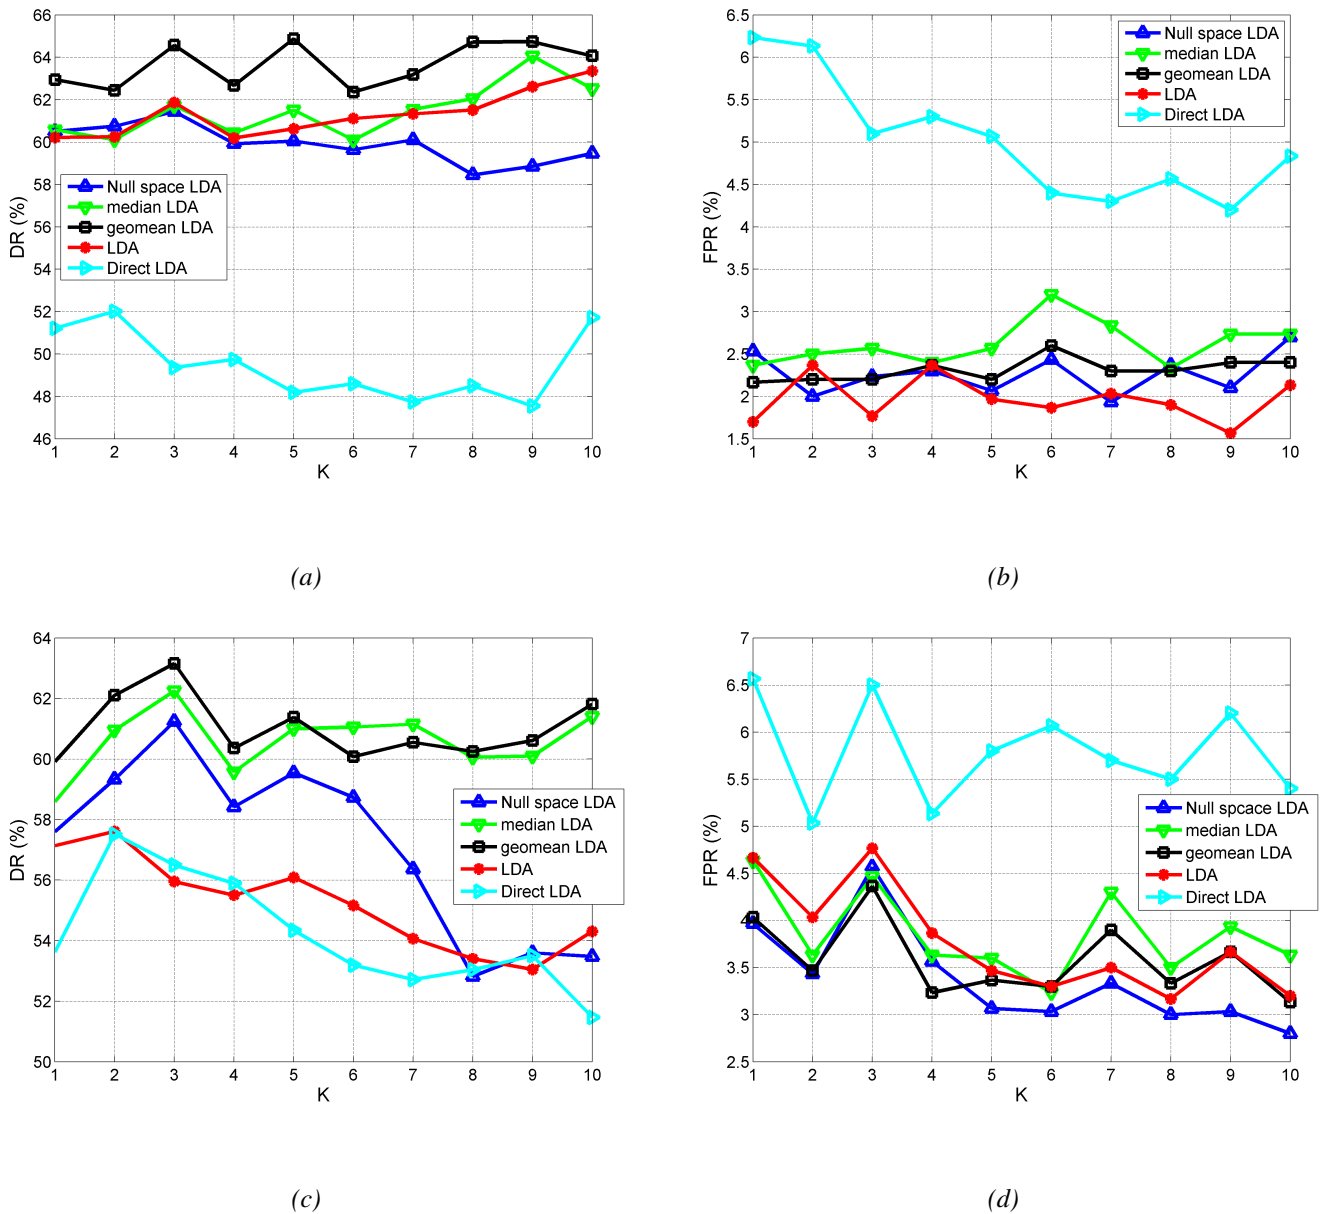 (a)
66
64
62
60
58
56
54
52
50
48
46
DR (%)
Null space LDA
median LDA
geomean LDA
LDA
Direct LDA
1 2 3 4 5 6 7 8 9 10
K
(b)
6.5
6
5.5
5
4.5
4
3.5
3
2.5
2
1.5
FPR (%)
Null space LDA
median LDA
geomean LDA
LDA
Direct LDA
1 2 3 4 5 6 7 8 9 10
K
(a)
(b)
64
62
60
58
56
54
52
50
DR (%)
Null space LDA
median LDA
geomean LDA
LDA
Direct LDA
1 2 3 4 5 6 7 8 9 10
K
7
6.5
6
5.5
5
4.5
4
3.5
3
2.5
FPR (%)
Null spcace LDA
median LDA
geomean LDA
LDA
Direct LDA
1 2 3 4 5 6 7 8 9 10
K
(c)
(d)